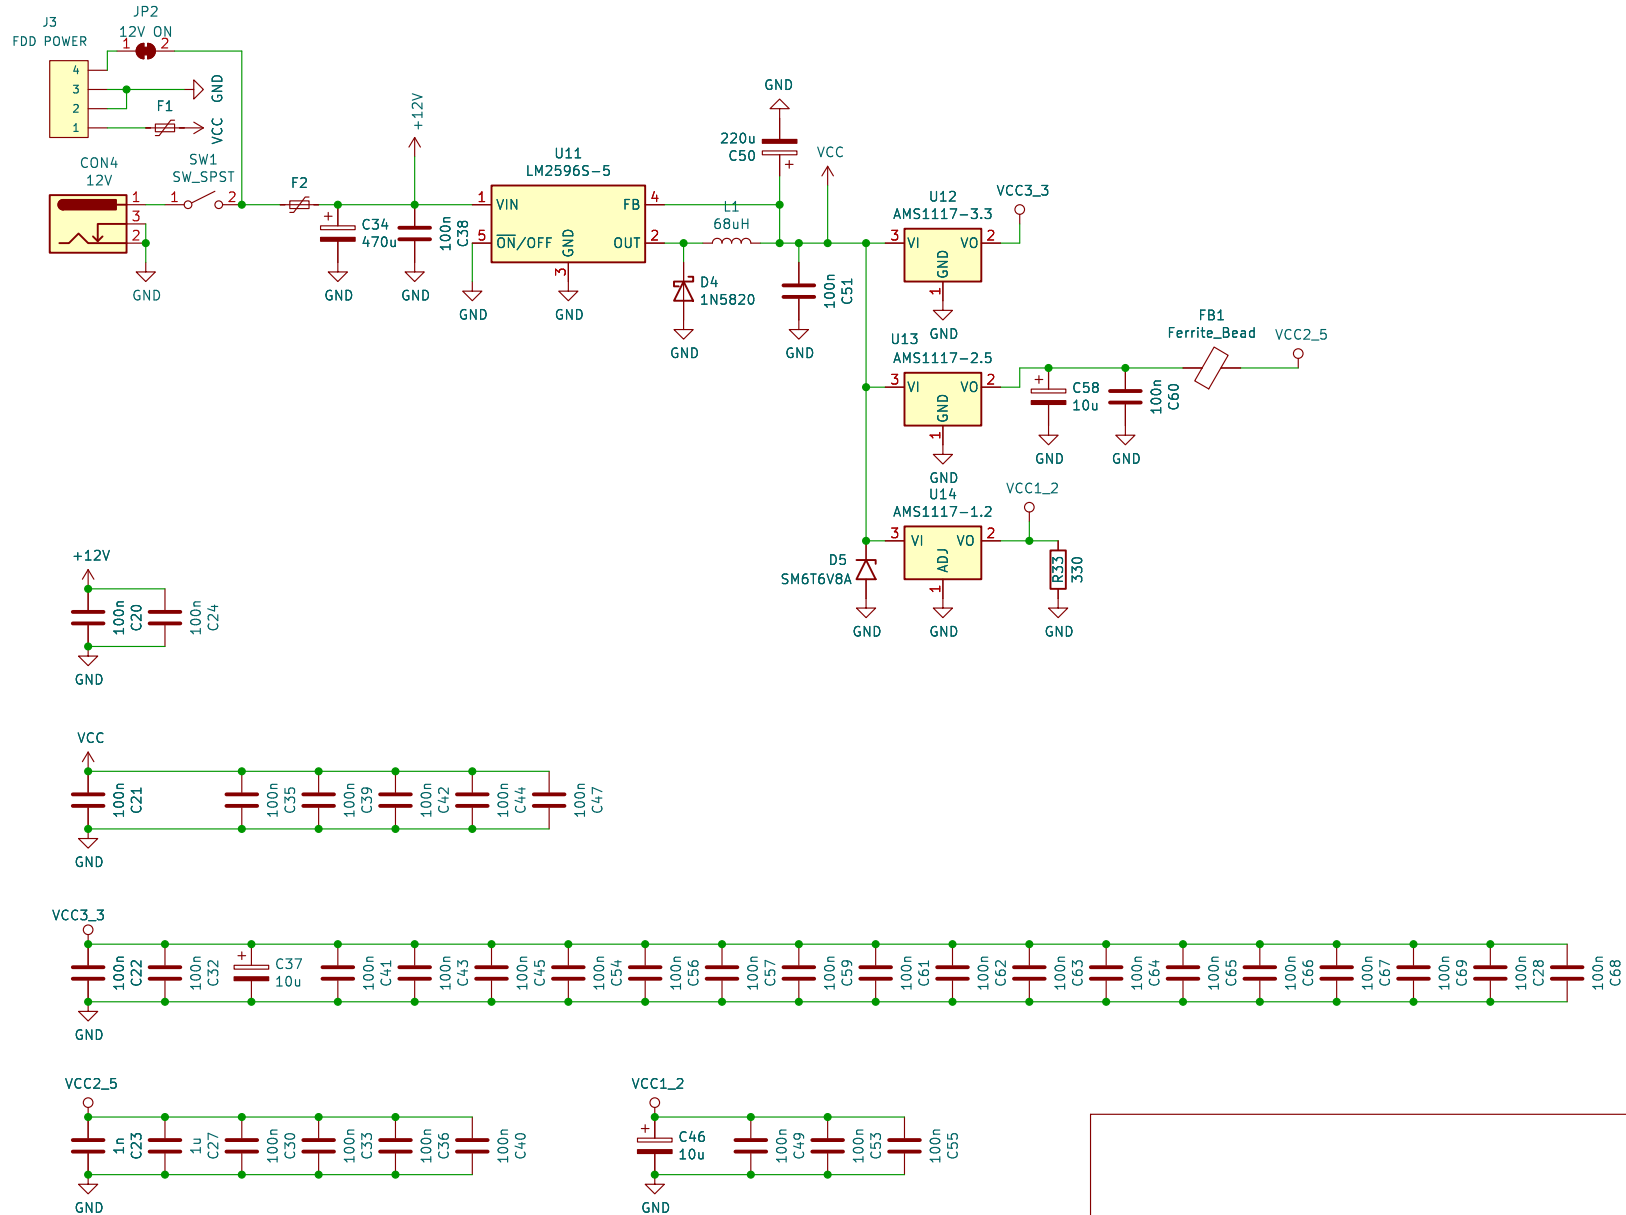 J3
FDD POWER
JP2
12V ON
1
2
4
3
2
1
GND
F1
VCC
CON4
12V
1
3
2
GND
SW1
SW_SPST
1
2
F2
+
C34
470u
GND
+12V
100n
C38
GND
U11
LM2596S-5
1
VIN
5
ON/OFF
GND
3
FB
4
OUT
2
GND
GND
GND
220u
C50
+
L1
68uH
D4
1N5820
GND
VCC
100n
C51
GND
U12
AMS1117-3.3
3
VI
VO
2
GND
1
GND
VCC3_3
U13
AMS1117-2.5
3
VI
VO
2
GND
1
GND
+
C58
10u
GND
100n
C60
GND
FB1
Ferrite_Bead
VCC2_5
U14
AMS1117-1.2
3
VI
VO
2
ADJ
1
GND
D5
SM6T6V8A
GND
VCC1_2
R33
330
GND
+12V
100n
C20
100n
C24
GND
VCC
100n
C21
100n
C35
100n
C39
100n
C42
100n
C44
100n
C47
GND
VCC3_3
100n
C22
100n
C32
+
C37
10u
100n
C41
100n
C43
100n
C45
100n
C54
100n
C56
100n
C57
100n
C59
100n
C61
100n
C62
100n
C63
100n
C64
100n
C65
100n
C66
100n
C67
100n
C69
100n
C28
100n
C68
GND
VCC2_5
1n
C23
1u
C27
100n
C30
100n
C33
100n
C36
100n
C40
GND
VCC1_2
+
C46
10u
100n
C49
100n
C53
100n
C55
GND